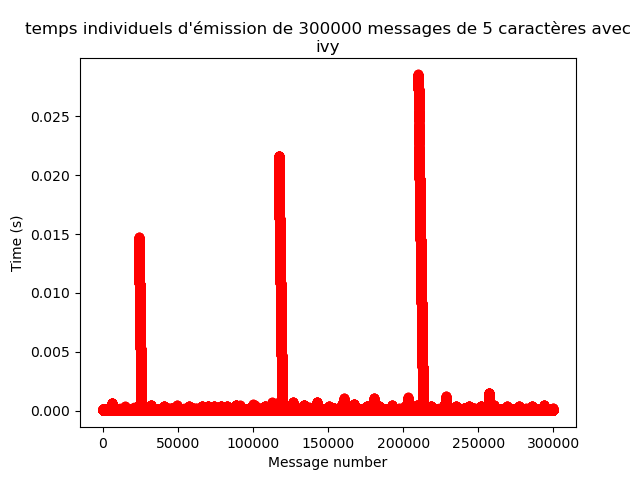 temps individuels d'émission de 300000 messages de 5 caractères avec
ivy
0.025
0.020
0.015
0.010
0.005
0.000
Time (s)
0 50000 100000 150000 200000 250000 300000
Message number